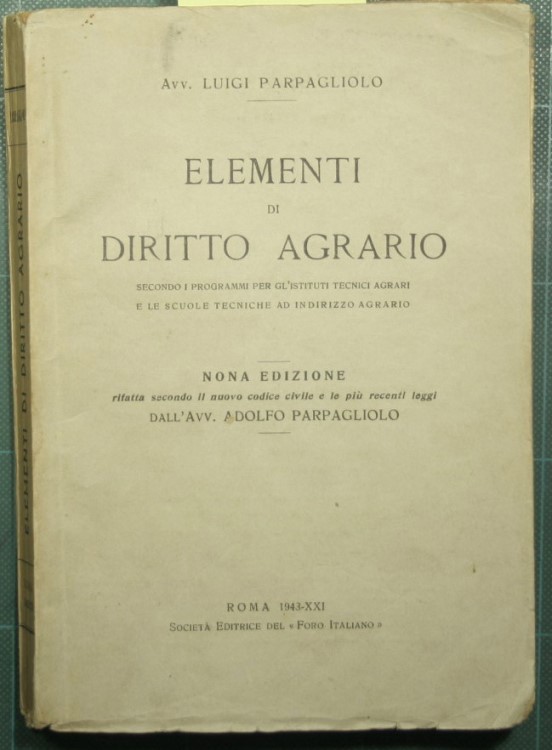 Avv. LUIGI PARPAGLIOLO
ELEMENTI
DI
DIRITTO AGRARIO
SECONDO I PROGRAMMI PER GL'ISTITUTI TECNICI AGRARI
E LE SCUOLE TECNICHE AD INDIRIZZO AGRARIO
NONA EDIZIONE
rifatta secondo il nuovo codice civile e le più recenti leggi
DALL'AVV. ADOLFO PARPAGLIOLO
ROMA 1943-XXI
SOCIETÀ EDITRICE DEL « FORO ITALIANO »
ELEMENTI DI DIRITTO AGRARIO